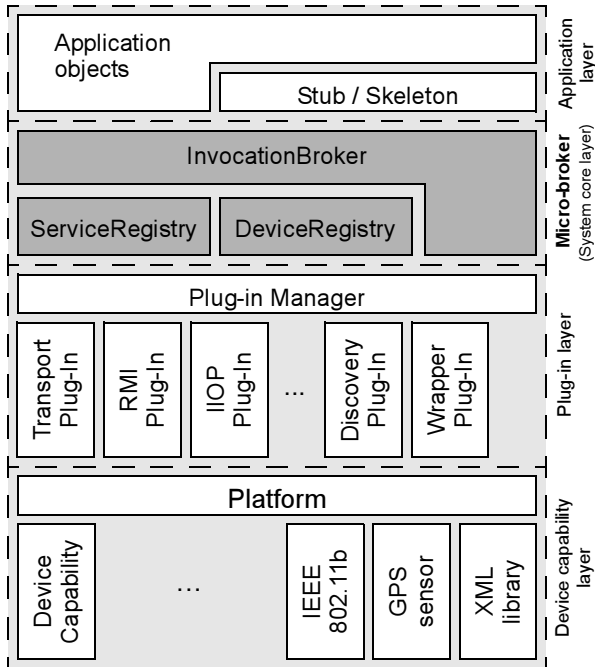 Application
objects
Stub / Skeleton
Application
layer
InvocationBroker
ServiceRegistry
DeviceRegistry
Micro-broker
(System core layer)
Plug-in Manager
Transport
Plug-In
RMI
Plug-In
IIOP
Plug-In
...
Discovery
Plug-In
Wrapper
Plug-In
Plug-in layer
Platform
Device
Capability
...
IEEE
802.11b
GPS
sensor
XML
library
Device capability
layer